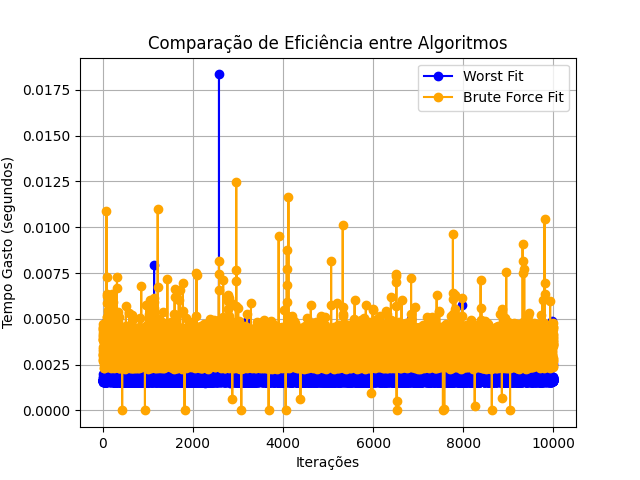 Comparação de Eficiência entre Algoritmos
Worst Fit
Brute Force Fit
Tempo Gasto (segundos)
0.0175
0.0150
0.0125
0.0100
0.0075
0.0050
0.0025
0.0000
0 2000 4000 6000 8000 10000
Iterações